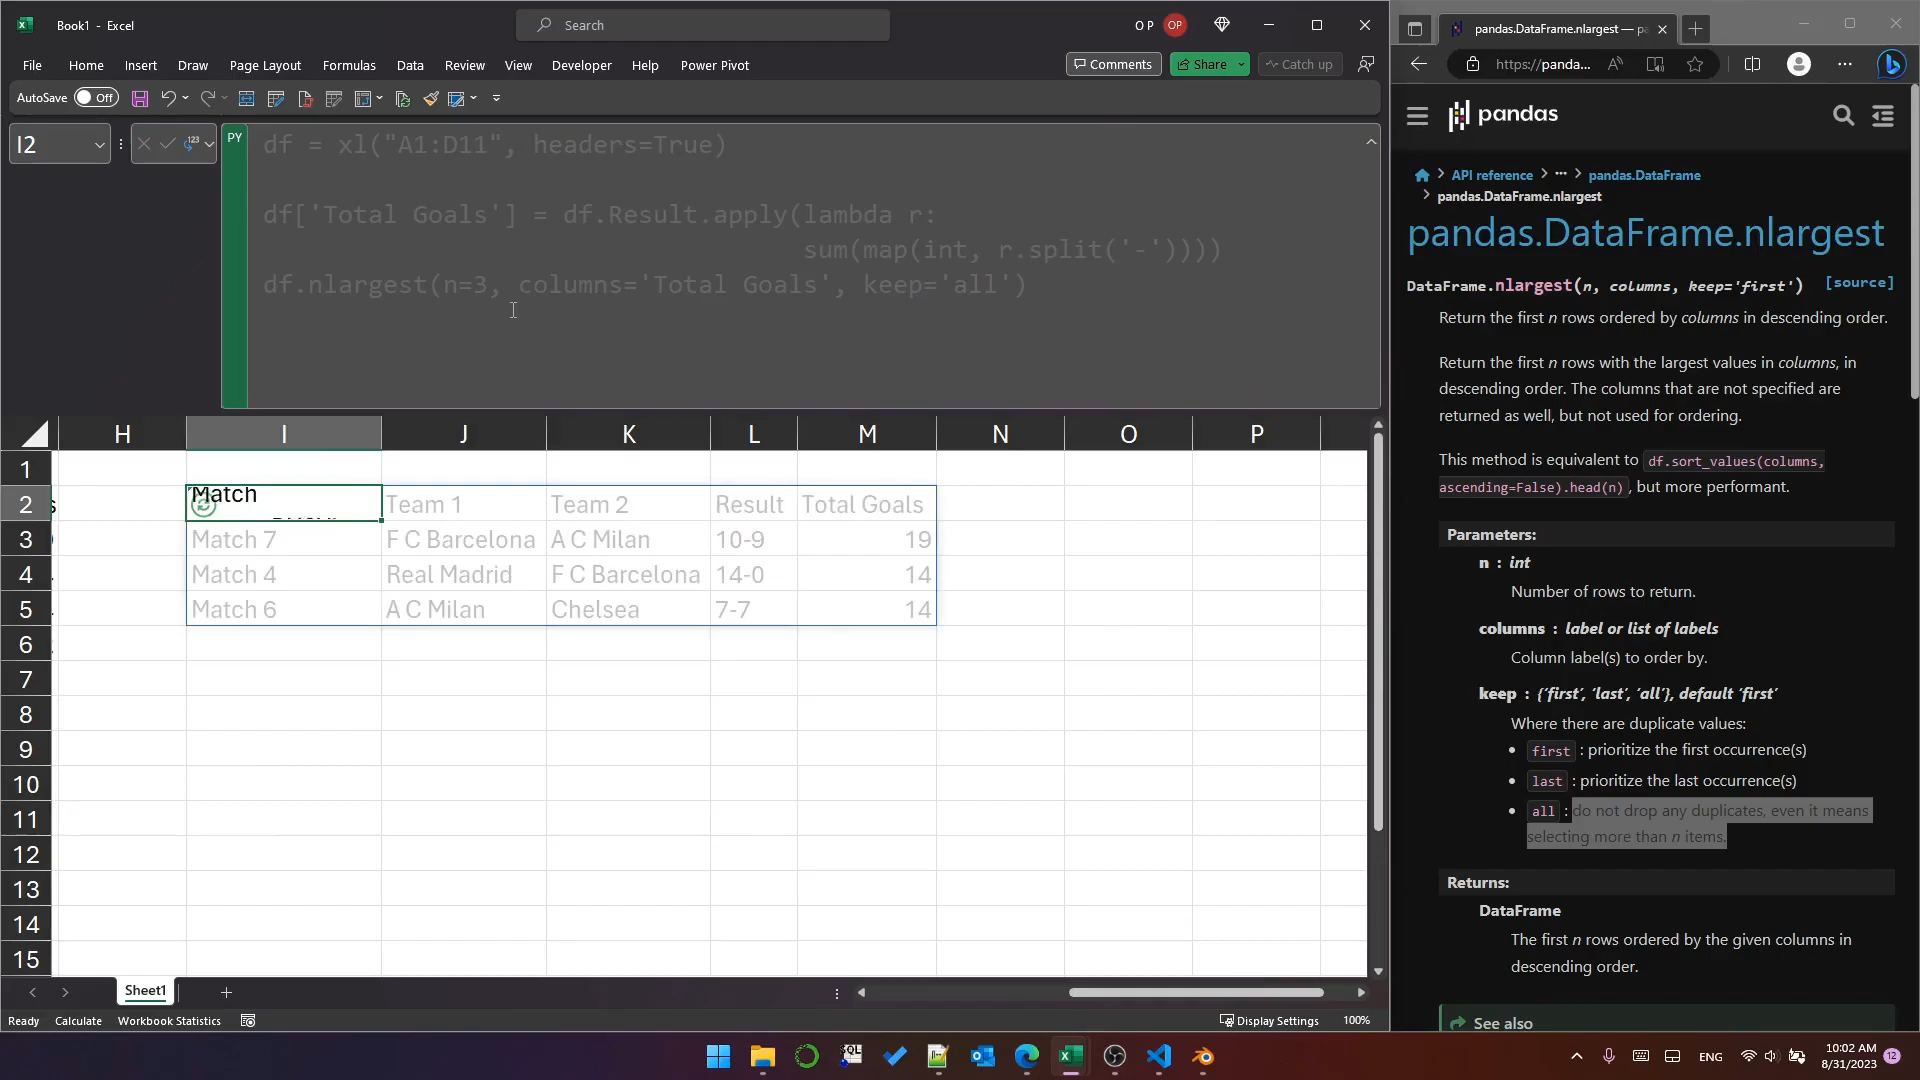 Book1 - Excel
Search
O P
OP
File
Home
Insert
Draw
Page Layout
Formulas
Data
Review
View
Developer
Help
Power Pivot
Comments
Share
Catch up
AutoSave
Off
I2
123
PY
df = xl("A1:D11", headers=True)
df['Total Goals'] = df.Result.apply(lambda r:
sum(map(int, r.split('-'))))
df.nlargest(n=3, columns='Total Goals', keep='all')
H I J K L M N O P
1
2 Match Team 1 Team 2 Result Total Goals
3 Match 7 F C Barcelona A C Milan 10-9 19
4 Match 4 Real Madrid F C Barcelona 14-0 14
5 Match 6 A C Milan Chelsea 7-7 14
6
7
8
9
10
11
12
13
14
15
Sheet1
Ready
Calculate
Workbook Statistics
Display Settings
100%
pandas.DataFrame.nlargest — pa
https://panda...
pandas
API reference
pandas.DataFrame
pandas.DataFrame.nlargest
pandas.DataFrame.nlargest
DataFrame.nlargest(n, columns, keep='first') [source]
Return the first n rows ordered by columns in descending order.
Return the first n rows with the largest values in columns, in
descending order. The columns that are not specified are
returned as well, but not used for ordering.
This method is equivalent to df.sort_values(columns,
ascending=False).head(n), but more performant.
Parameters:
n : int
Number of rows to return.
columns : label or list of labels
Column label(s) to order by.
keep : {'first', 'last', 'all'}, default 'first'
Where there are duplicate values:
first : prioritize the first occurrence(s)
last : prioritize the last occurrence(s)
all : do not drop any duplicates, even it means
selecting more than n items.
Returns:
DataFrame
The first n rows ordered by the given columns in
descending order.
See also
SQL
ENG
10:02 AM
8/31/2023
12